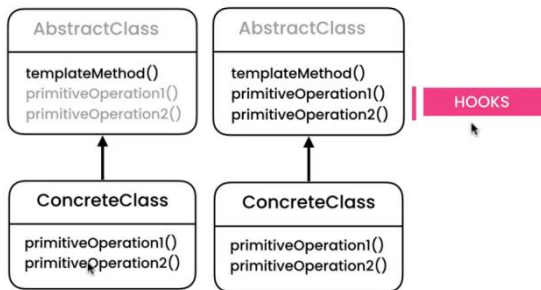 AbstractClass
templateMethod()
primitiveOperation1()
primitiveOperation2()
ConcreteClass
primitiveOperation1()
primitiveOperation2()
AbstractClass
templateMethod()
primitiveOperation1()
primitiveOperation2()
ConcreteClass
primitiveOperation1()
primitiveOperation2()
HOOKS